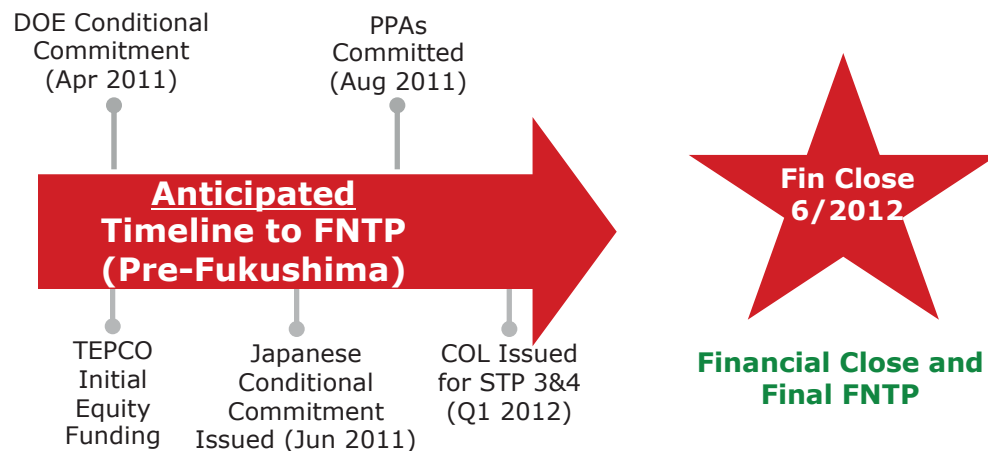 DOE Conditional
Commitment
(Apr 2011)
PPAs
Committed
(Aug 2011)
Anticipated
Timeline to FNTP
(Pre-Fukushima)
Fin Close
6/2012
TEPCO
Initial
Equity
Funding
Japanese
Conditional
Commitment
Issued (Jun 2011)
COL Issued
for STP 3&4
(Q1 2012)
Financial Close and
Final FNTP